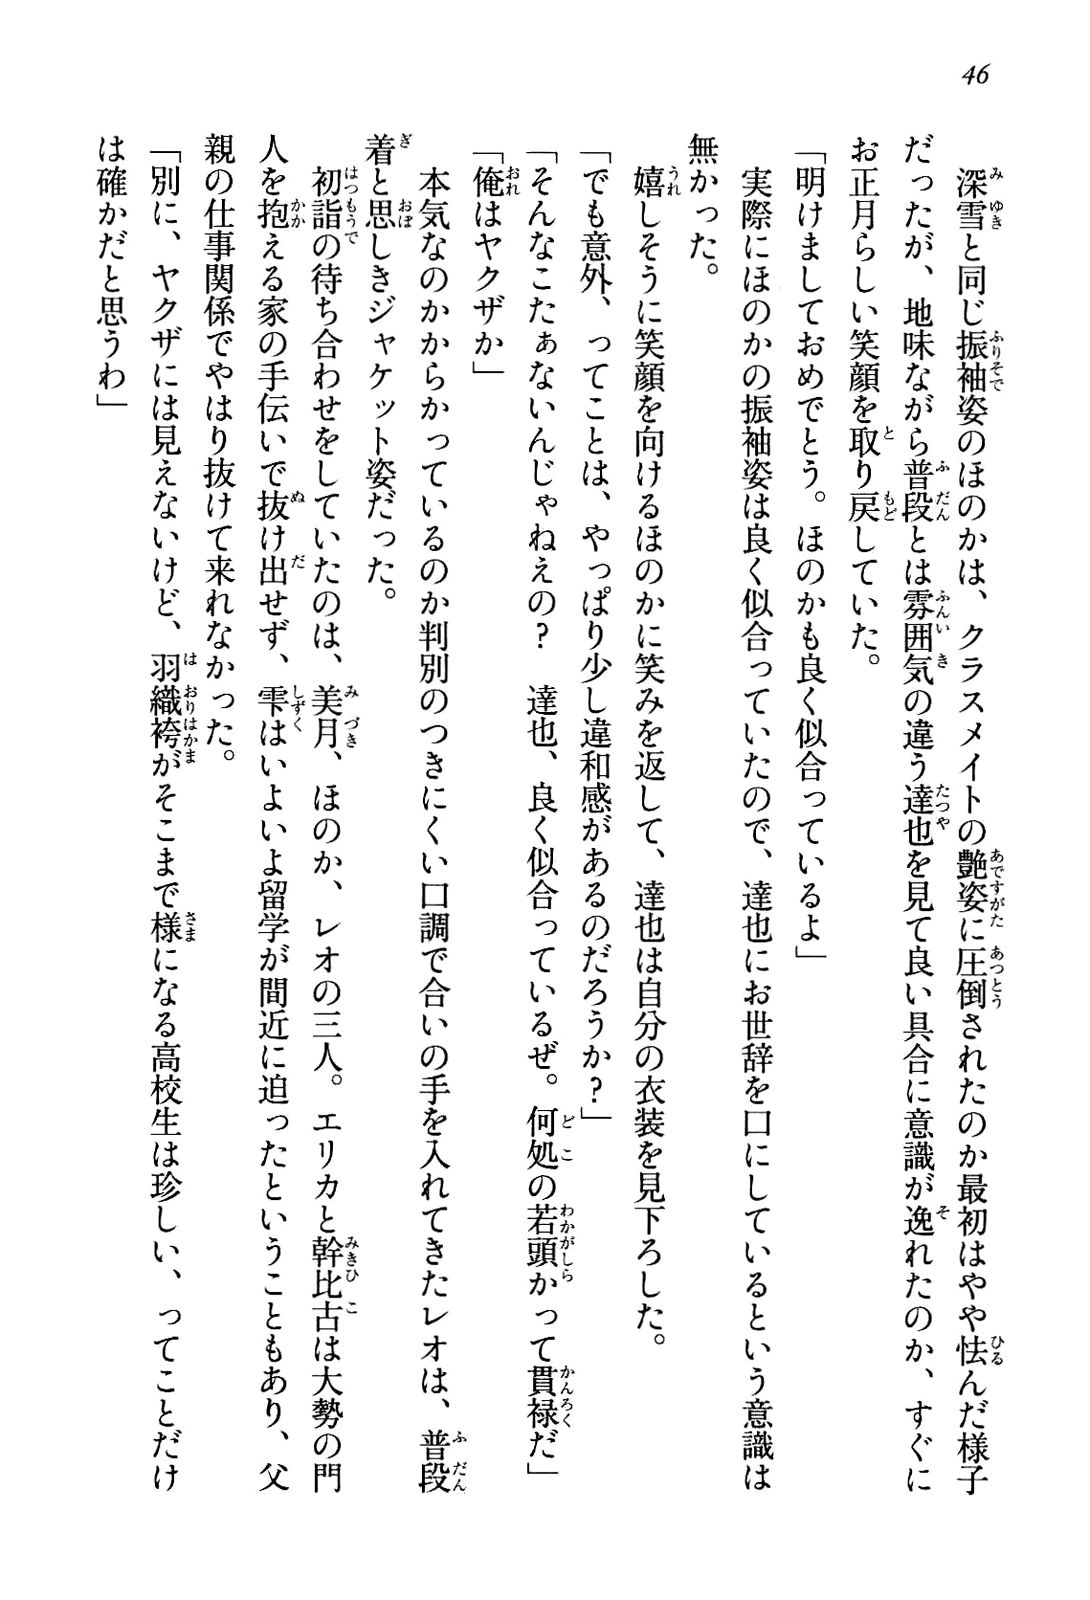 46
深雪と同じ振袖姿のほのかは、クラスメイトの艶姿に圧倒されたのか最初はやや怯んだ様子
だったが、地味ながら普段とは雰囲気の違う達也を見て良い具合に意識が逸れたのか、すぐに
お正月らしい笑顔を取り戻していた。
「明けましておめでとう。ほのかも良く似合っているよ」
実際にほのかの振袖姿は良く似合っていたので、達也にお世辞を口にしているという意識は
無かった。
嬉しそうに笑顔を向けるほのかに笑みを返して、達也は自分の衣装を見下ろした。
「でも意外、ってことは、やっぱり少し違和感があるのだろうか？」
「そんなこたぁないんじゃねえの？　達也、良く似合っているぜ。何処の若頭かって貫禄だ」
「俺はヤクザか」
本気なのかからかっているのか判別のつきにくい口調で合いの手を入れてきたレオは、普段
着と思しきジャケット姿だった。
初詣の待ち合わせをしていたのは、美月、ほのか、レオの三人。エリカと幹比古は大勢の門
人を抱える家の手伝いで抜け出せず、雫はいよいよ留学が間近に迫ったということもあり、父
親の仕事関係でやはり抜けて来れなかった。
「別に、ヤクザには見えないけど、羽織袴がそこまで様になる高校生は珍しい、ってことだけ
は確かだと思うわ」